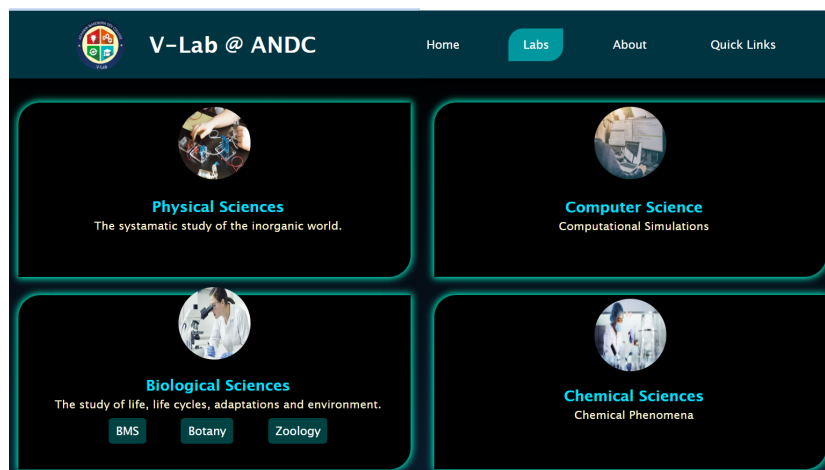 V-Lab @ ANDC
Home
Labs
About
Quick Links
Physical Sciences
The systamatic study of the inorganic world.
Computer Science
Computational Simulations
Biological Sciences
The study of life, life cycles, adaptations and environment.
BMS
Botany
Zoology
Chemical Sciences
Chemical Phenomena